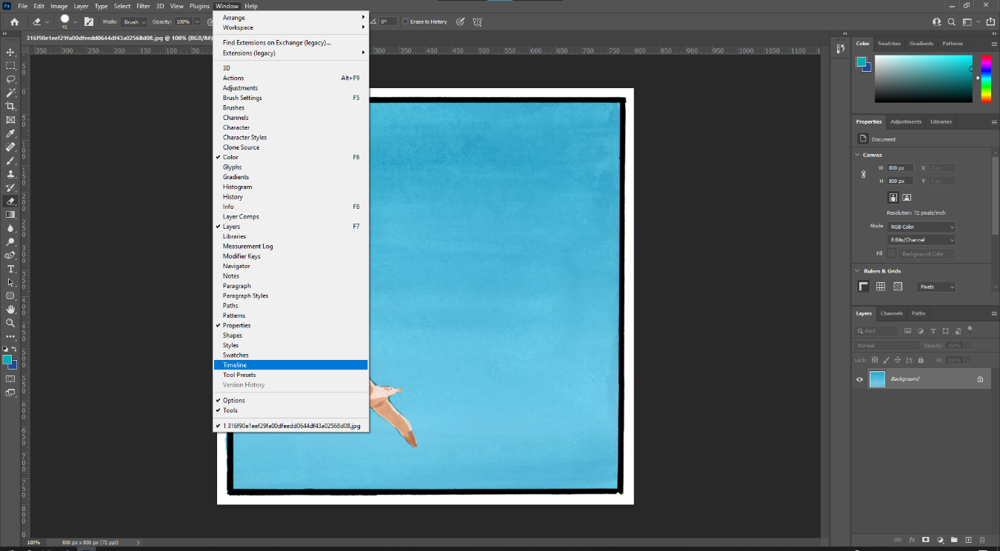 Ps File Edit Image Layer Type Select Filter 3D View Plugins Window Help
41 Mode: Brush Opacity: 100% 0° Erase to History
316f90e1eef29fa00dfeedd0644df43a02568d08.jpg @ 100% (RGB/8#)
350 300 250 200 150 100 50 300 350 400 450 500 550 600 650 700 750 800 850 900 950 1000 1050 1100
Arrange
Workspace
Find Extensions on Exchange (legacy)...
Extensions (legacy)
3D
Actions Alt+F9
Adjustments
Brush Settings F5
Brushes
Channels
Character
Character Styles
Clone Source
Color F6
Glyphs
Gradients
Histogram
History
Info F8
Layer Comps
Layers F7
Libraries
Measurement Log
Modifier Keys
Navigator
Notes
Paragraph
Paragraph Styles
Paths
Patterns
Properties
Shapes
Styles
Swatches
Timeline
Tool Presets
Version History
Options
Tools
1 316f90e1eef29fa00dfeedd0644df43a02568d08.jpg
Color Swatches Gradients Patterns
Properties Adjustments Libraries
Document
Canvas
W 800 px X 0 px
H 800 px Y 0 px
Resolution: 72 pixels/inch
Mode RGB Color
8 Bits/Channel
Fill Background Color
Rulers & Grids
Pixels
Layers Channels Paths
Kind
Normal Opacity: 100%
Lock: Fill: 100%
Background
fx
100% 800 px x 800 px (72 ppi)